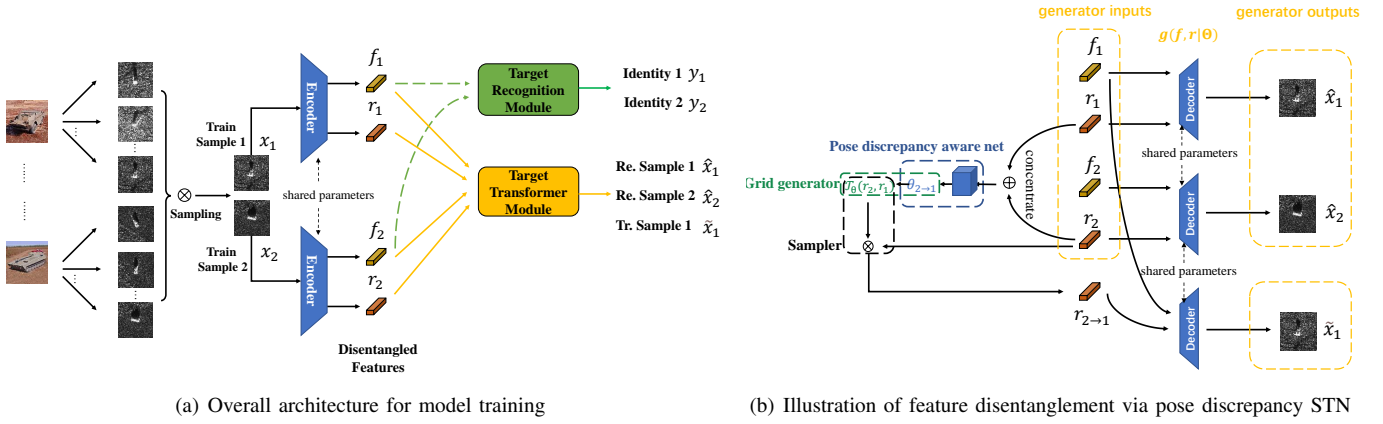 f₁
r₁
Encoder
Target
Recognition
Module
Identity 1 y₁
Identity 2 y₂
Train
Sample 1
x₁
Sampling
shared parameters
Train
Sample 2
x₂
Target
Transformer
Module
Re. Sample 1 x̂₁
Re. Sample 2 x̂₂
Tr. Sample 1 x̃₁
f₂
r₂
Encoder
Disentangled
Features
(a) Overall architecture for model training
generator inputs
generator outputs
g(f,r|Θ)
f₁
r₁
f₂
r₂
r₂→₁
Decoder
x̂₁
shared parameters
Decoder
x̂₂
shared parameters
Decoder
x̃₁
Pose discrepancy aware net
Grid generator
𝒯θ(r₂,r₁)
θ₂→₁
concentrate
Sampler
(b) Illustration of feature disentanglement via pose discrepancy STN